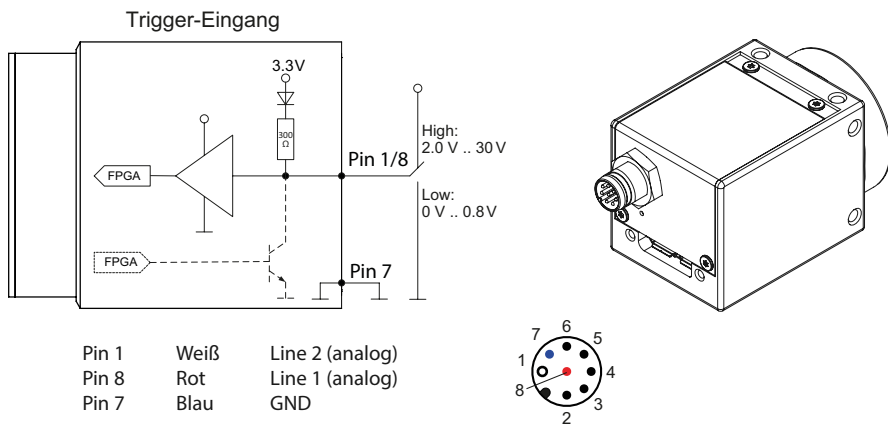 Trigger-Eingang
3.3V
300
Ω
Pin 1/8
High:
2.0 V .. 30 V
FPGA
Low:
0 V .. 0.8 V
FPGA
Pin 7
Pin 1 Weiß Line 2 (analog)
Pin 8 Rot Line 1 (analog)
Pin 7 Blau GND
6
7 5
1 4
8 3
2